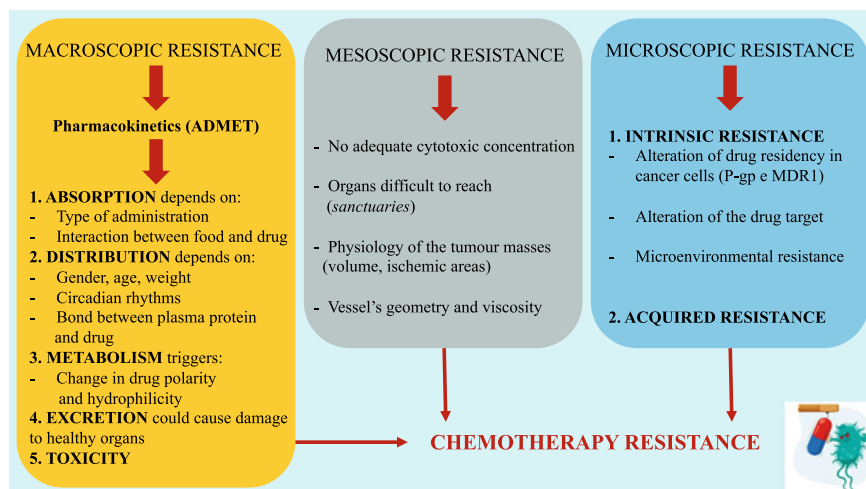 MACROSCOPIC RESISTANCE
Pharmacokinetics (ADMET)
1. ABSORPTION depends on:
- Type of administration
- Interaction between food and drug
2. DISTRIBUTION depends on:
- Gender, age, weight
- Circadian rhythms
- Bond between plasma protein
and drug
3. METABOLISM triggers:
- Change in drug polarity
and hydrophilicity
4. EXCRETION could cause damage
to healthy organs
5. TOXICITY
MESOSCOPIC RESISTANCE
- No adequate cytotoxic concentration
- Organs difficult to reach
(sanctuaries)
- Physiology of the tumour masses
(volume, ischemic areas)
- Vessel's geometry and viscosity
MICROSCOPIC RESISTANCE
1. INTRINSIC RESISTANCE
- Alteration of drug residency in
cancer cells (P-gp e MDR1)
- Alteration of the drug target
- Microenvironmental resistance
2. ACQUIRED RESISTANCE
CHEMOTHERAPY RESISTANCE